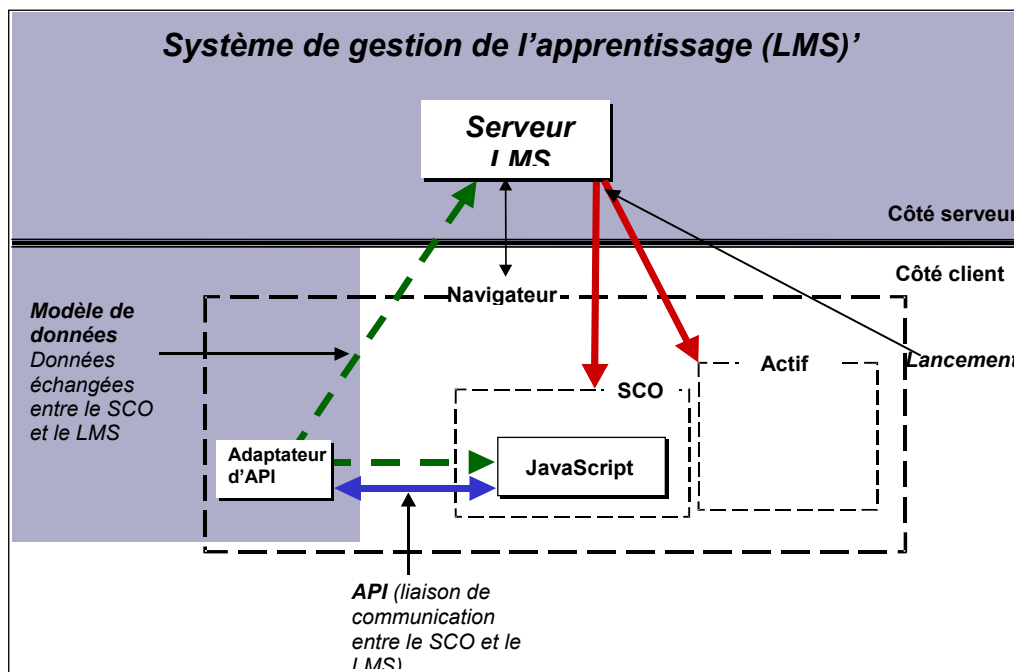 Système de gestion de l’apprentissage (LMS)’
Serveur
LMS
Côté serveur
Côté client
Navigateur
Modèle de
données
Données
échangées
entre le SCO
et le LMS
Lancement
Actif
SCO
Adaptateur
d’API
JavaScript
API (liaison de
communication
entre le SCO et le
LMS)